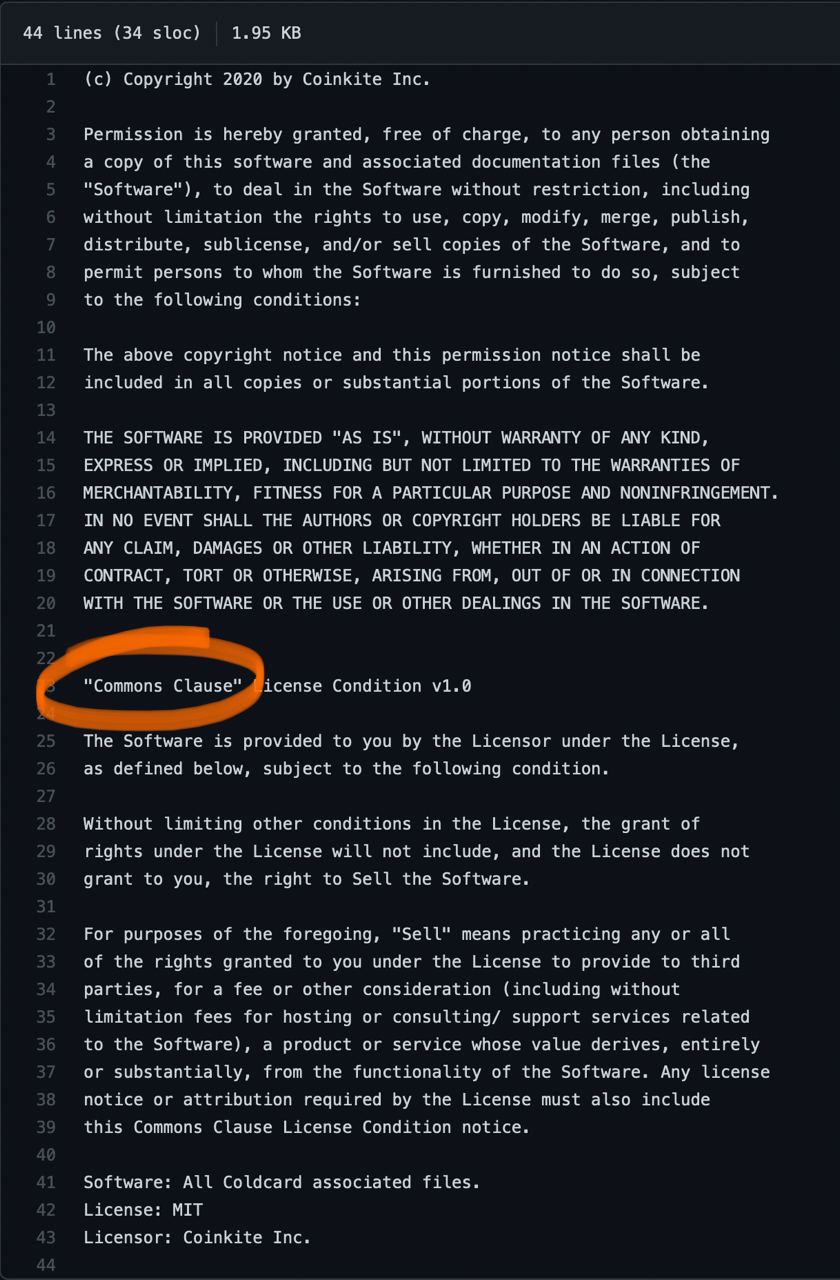 44 lines (34 sloc) 1.95 KB
1 (c) Copyright 2020 by Coinkite Inc.
2
3 Permission is hereby granted, free of charge, to any person obtaining
4 a copy of this software and associated documentation files (the
5 "Software"), to deal in the Software without restriction, including
6 without limitation the rights to use, copy, modify, merge, publish,
7 distribute, sublicense, and/or sell copies of the Software, and to
8 permit persons to whom the Software is furnished to do so, subject
9 to the following conditions:
10
11 The above copyright notice and this permission notice shall be
12 included in all copies or substantial portions of the Software.
13
14 THE SOFTWARE IS PROVIDED "AS IS", WITHOUT WARRANTY OF ANY KIND,
15 EXPRESS OR IMPLIED, INCLUDING BUT NOT LIMITED TO THE WARRANTIES OF
16 MERCHANTABILITY, FITNESS FOR A PARTICULAR PURPOSE AND NONINFRINGEMENT.
17 IN NO EVENT SHALL THE AUTHORS OR COPYRIGHT HOLDERS BE LIABLE FOR
18 ANY CLAIM, DAMAGES OR OTHER LIABILITY, WHETHER IN AN ACTION OF
19 CONTRACT, TORT OR OTHERWISE, ARISING FROM, OUT OF OR IN CONNECTION
20 WITH THE SOFTWARE OR THE USE OR OTHER DEALINGS IN THE SOFTWARE.
21
22
23 "Commons Clause" License Condition v1.0
24
25 The Software is provided to you by the Licensor under the License,
26 as defined below, subject to the following condition.
27
28 Without limiting other conditions in the License, the grant of
29 rights under the License will not include, and the License does not
30 grant to you, the right to Sell the Software.
31
32 For purposes of the foregoing, "Sell" means practicing any or all
33 of the rights granted to you under the License to provide to third
34 parties, for a fee or other consideration (including without
35 limitation fees for hosting or consulting/ support services related
36 to the Software), a product or service whose value derives, entirely
37 or substantially, from the functionality of the Software. Any license
38 notice or attribution required by the License must also include
39 this Commons Clause License Condition notice.
40
41 Software: All Coldcard associated files.
42 License: MIT
43 Licensor: Coinkite Inc.
44